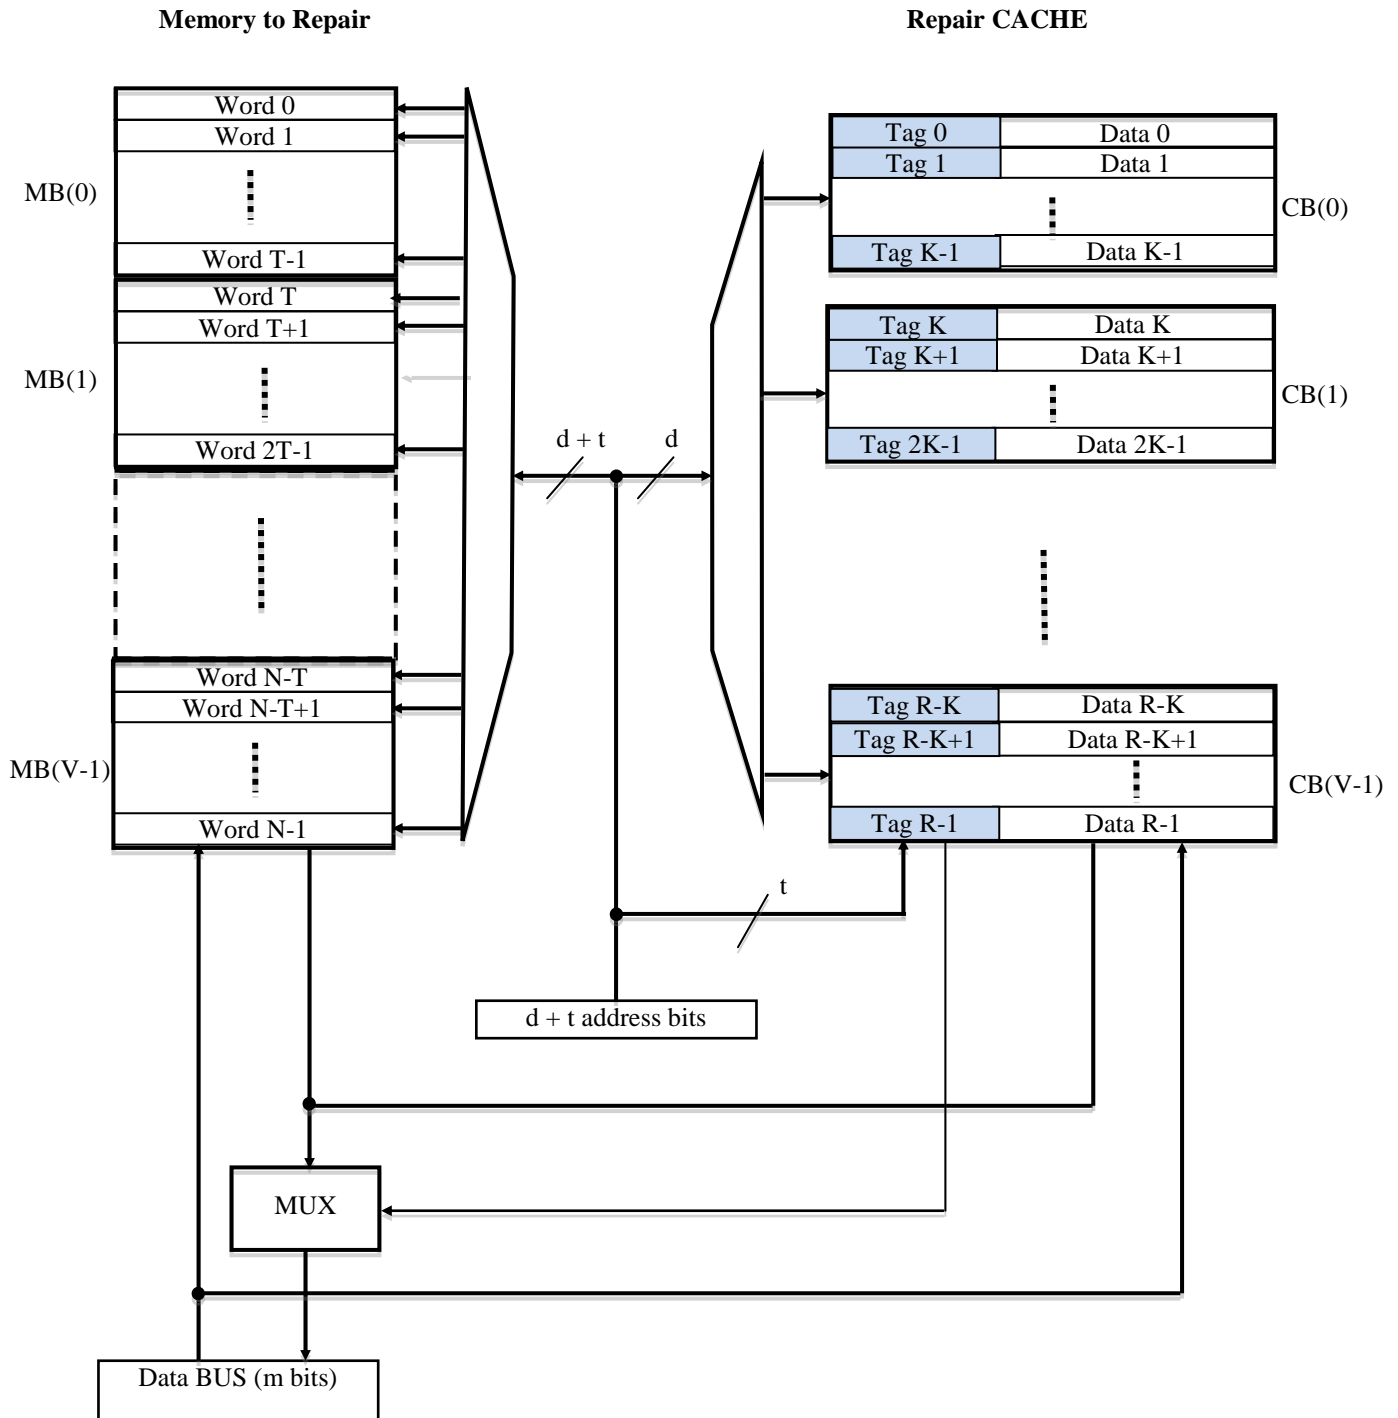 Memory to Repair
Repair CACHE
Word 0
Word 1
MB(0)
Word T-1
Word T
Word T+1
MB(1)
Word 2T-1
Word N-T
Word N-T+1
MB(V-1)
Word N-1
d + t
d
Tag 0 Data 0
Tag 1 Data 1
CB(0)
Tag K-1 Data K-1
Tag K Data K
Tag K+1 Data K+1
CB(1)
Tag 2K-1 Data 2K-1
Tag R-K Data R-K
Tag R-K+1 Data R-K+1
CB(V-1)
Tag R-1 Data R-1
t
d + t address bits
MUX
Data BUS (m bits)